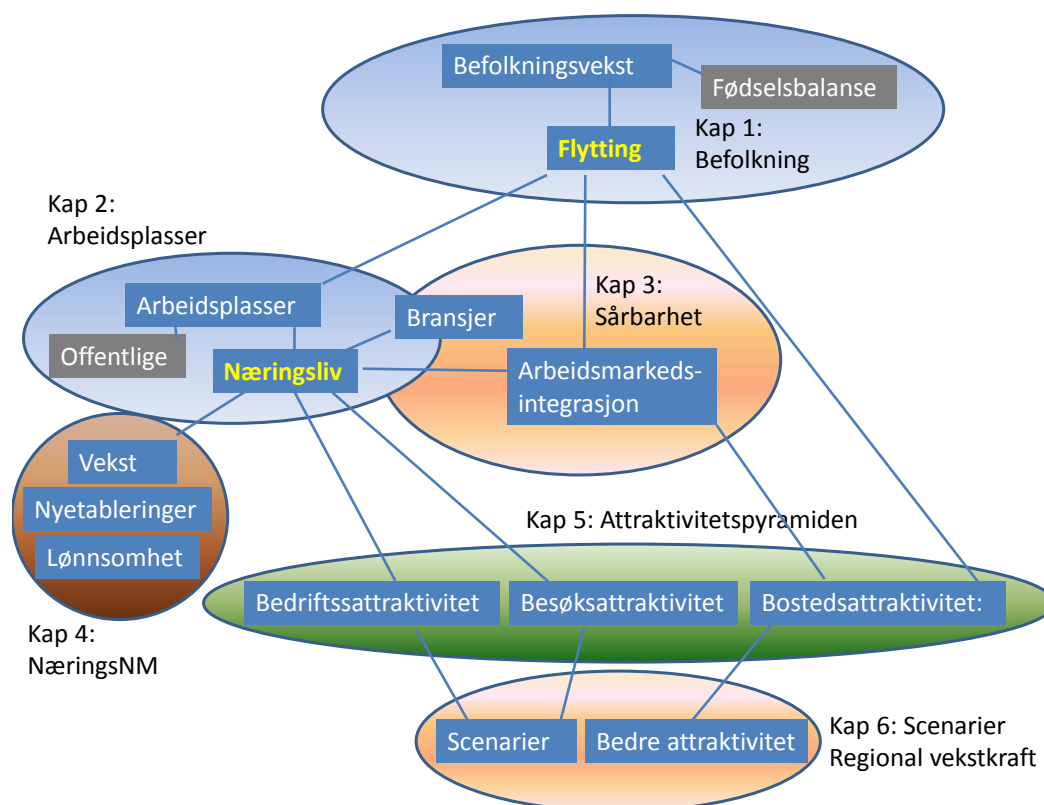 Befolkningsvekst
Fødselsbalanse
Kap 1:
Befolkning
Flytting
Kap 2:
Arbeidsplasser
Arbeidsplasser
Bransjer
Kap 3:
Sårbarhet
Offentlige
Næringsliv
Arbeidsmarkeds-
integrasjon
Vekst
Nyetableringer
Lønnsomhet
Kap 4:
NæringsNM
Kap 5: Attraktivitetspyramiden
Bedriftssattraktivitet
Besøksattraktivitet
Bostedsattraktivitet:
Scenarier
Bedre attraktivitet
Kap 6: Scenarier
Regional vekstkraft